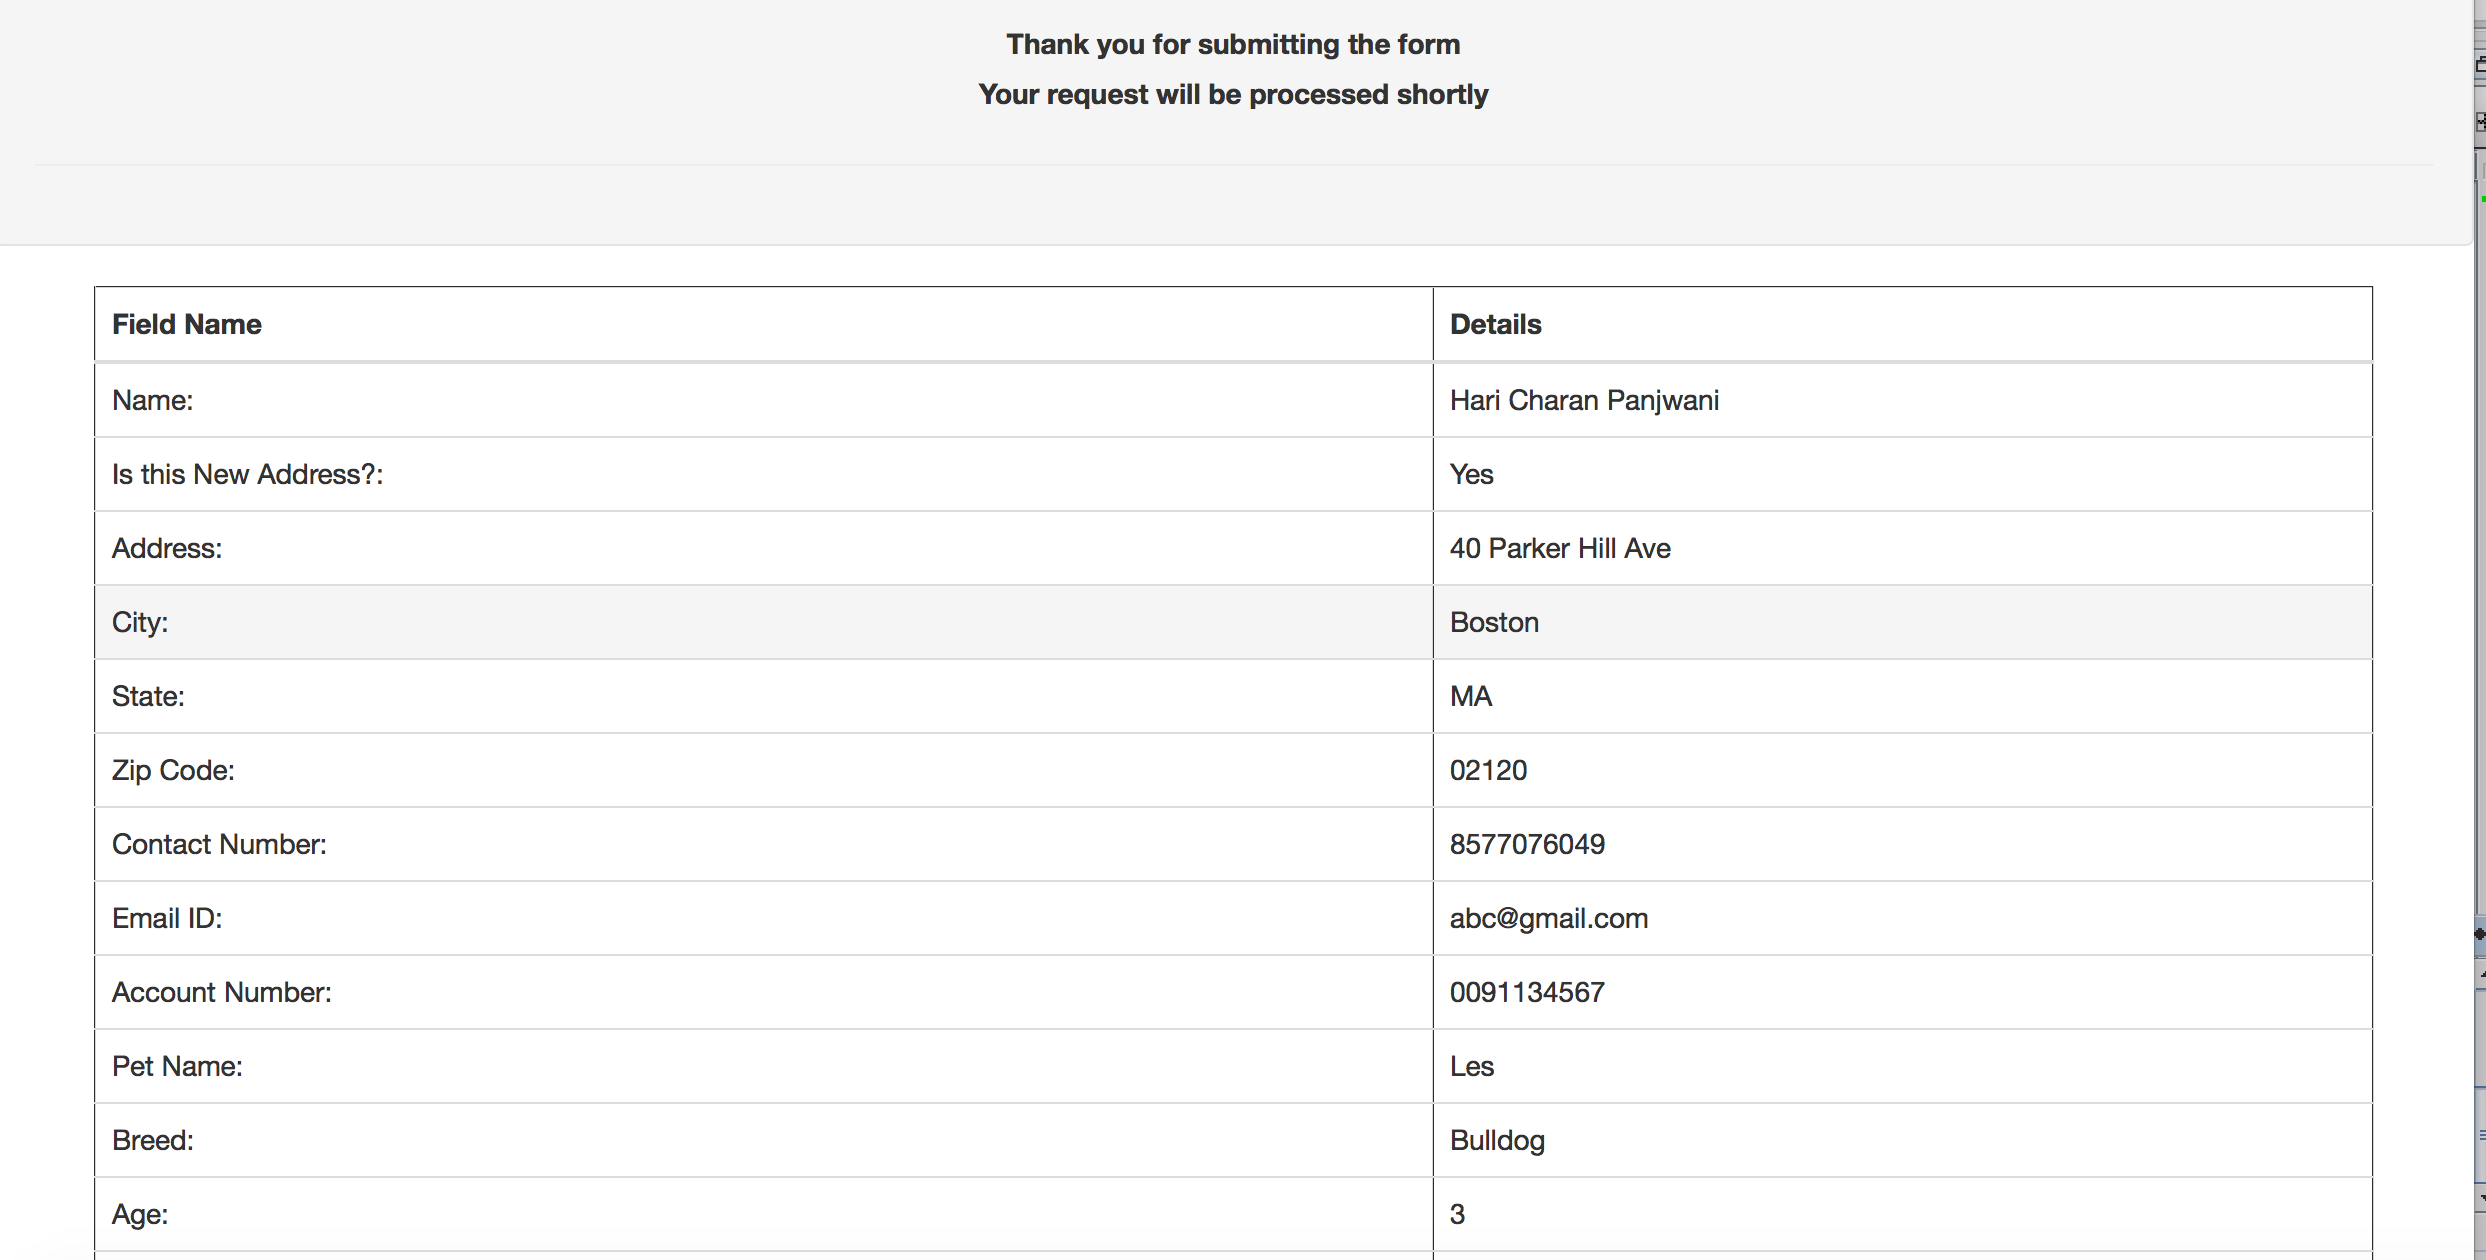 Thank you for submitting the form
Your request will be processed shortly
Field Name Details
Name: Hari Charan Panjwani
Is this New Address?: Yes
Address: 40 Parker Hill Ave
City: Boston
State: MA
Zip Code: 02120
Contact Number: 8577076049
Email ID: abc@gmail.com
Account Number: 0091134567
Pet Name: Les
Breed: Bulldog
Age: 3